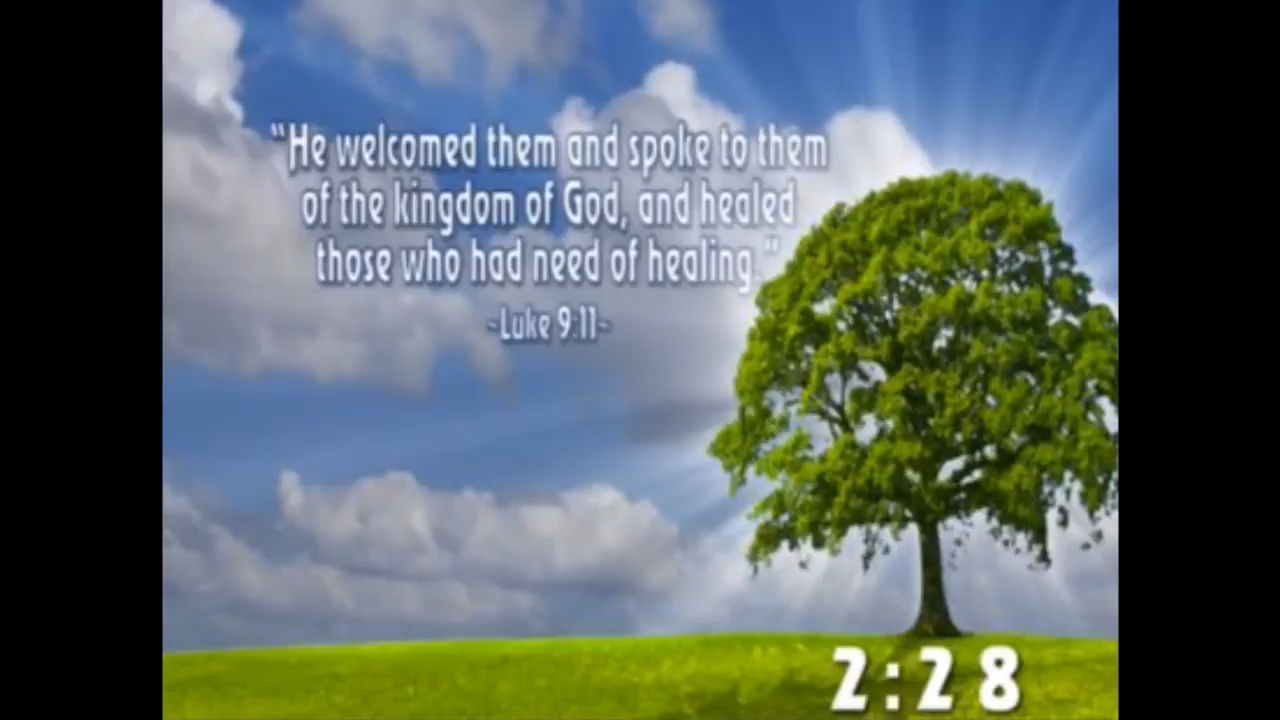 “He welcomed them and spoke to them
of the kingdom of God, and healed
those who had need of healing.”
~Luke 9:11~
2:28